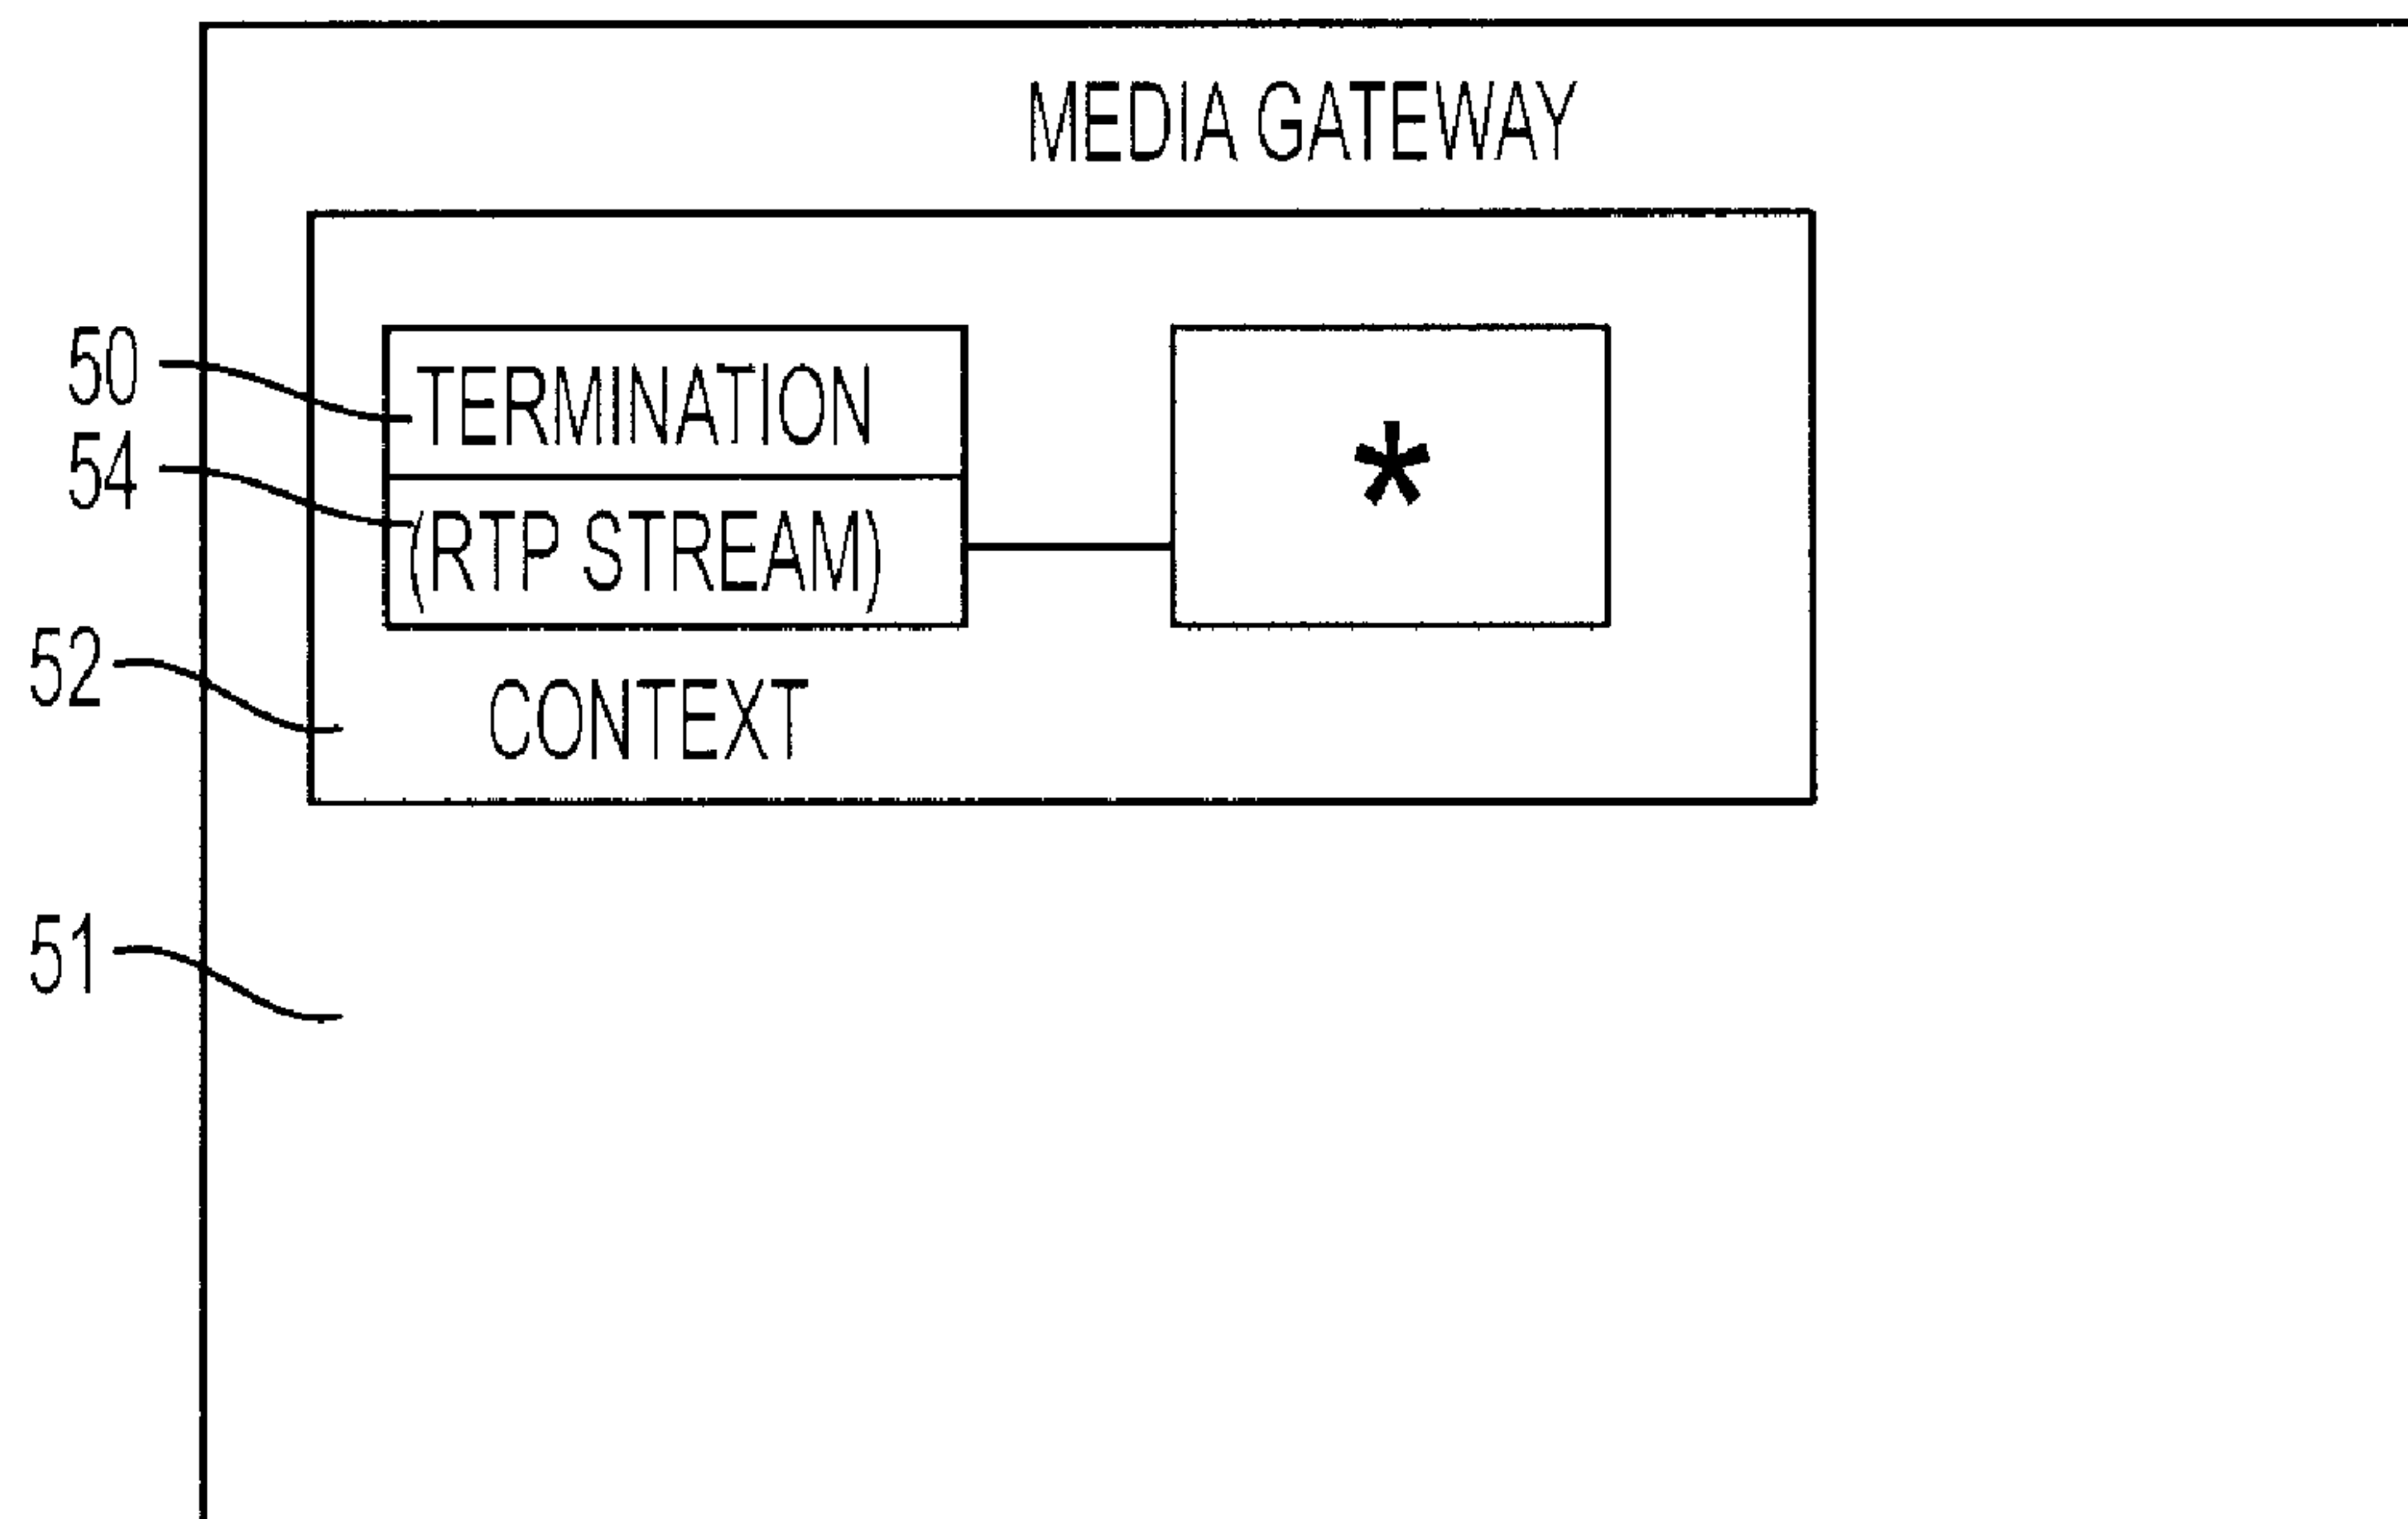 MEDIA GATEWAY
50
TERMINATION
54
(RTP STREAM)
*
52
CONTEXT
51